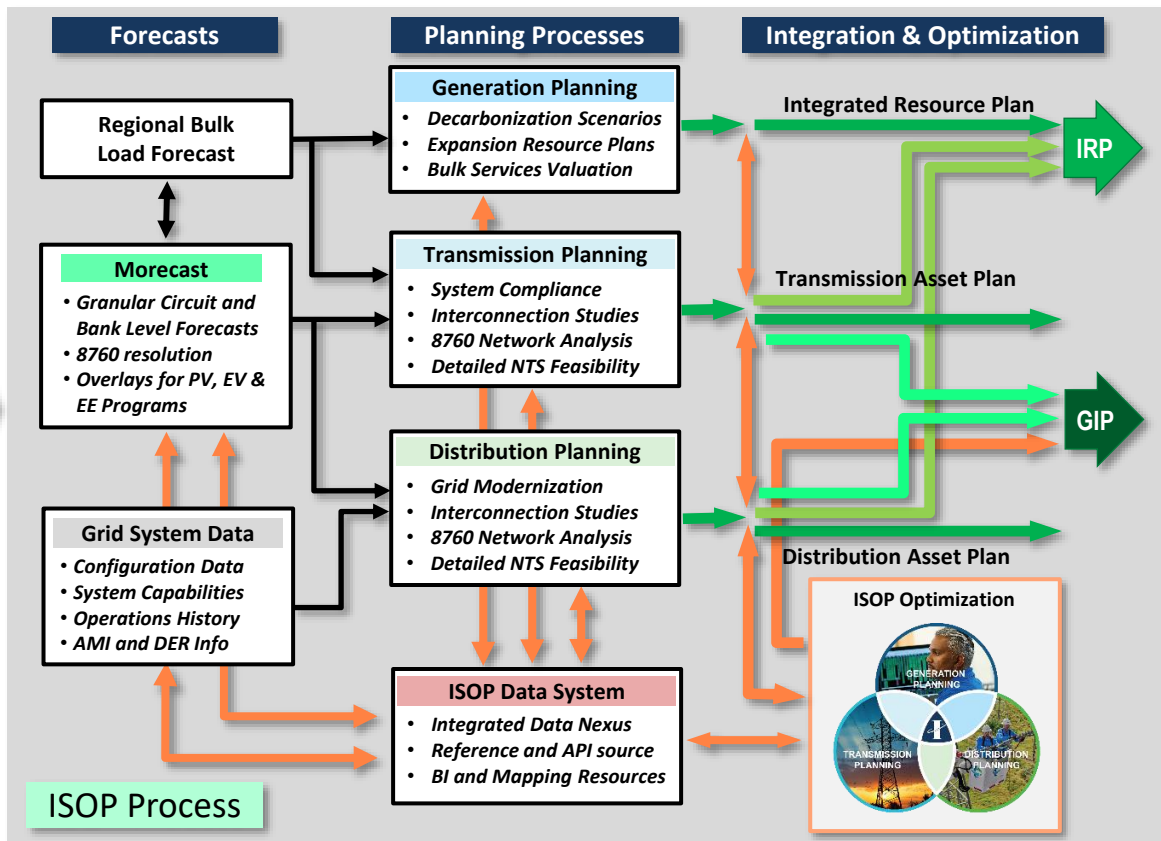 Forecasts
Planning Processes
Integration & Optimization
Regional Bulk
Load Forecast
Morecast
• Granular Circuit and
Bank Level Forecasts
• 8760 resolution
• Overlays for PV, EV &
EE Programs
Grid System Data
• Configuration Data
• System Capabilities
• Operations History
• AMI and DER Info
Generation Planning
• Decarbonization Scenarios
• Expansion Resource Plans
• Bulk Services Valuation
Transmission Planning
• System Compliance
• Interconnection Studies
• 8760 Network Analysis
• Detailed NTS Feasibility
Distribution Planning
• Grid Modernization
• Interconnection Studies
• 8760 Network Analysis
• Detailed NTS Feasibility
ISOP Data System
• Integrated Data Nexus
• Reference and API source
• BI and Mapping Resources
Integrated Resource Plan
IRP
Transmission Asset Plan
GIP
Distribution Asset Plan
ISOP Optimization
GENERATION
PLANNING
TRANSMISSION
PLANNING
DISTRIBUTION
PLANNING
ISOP Process